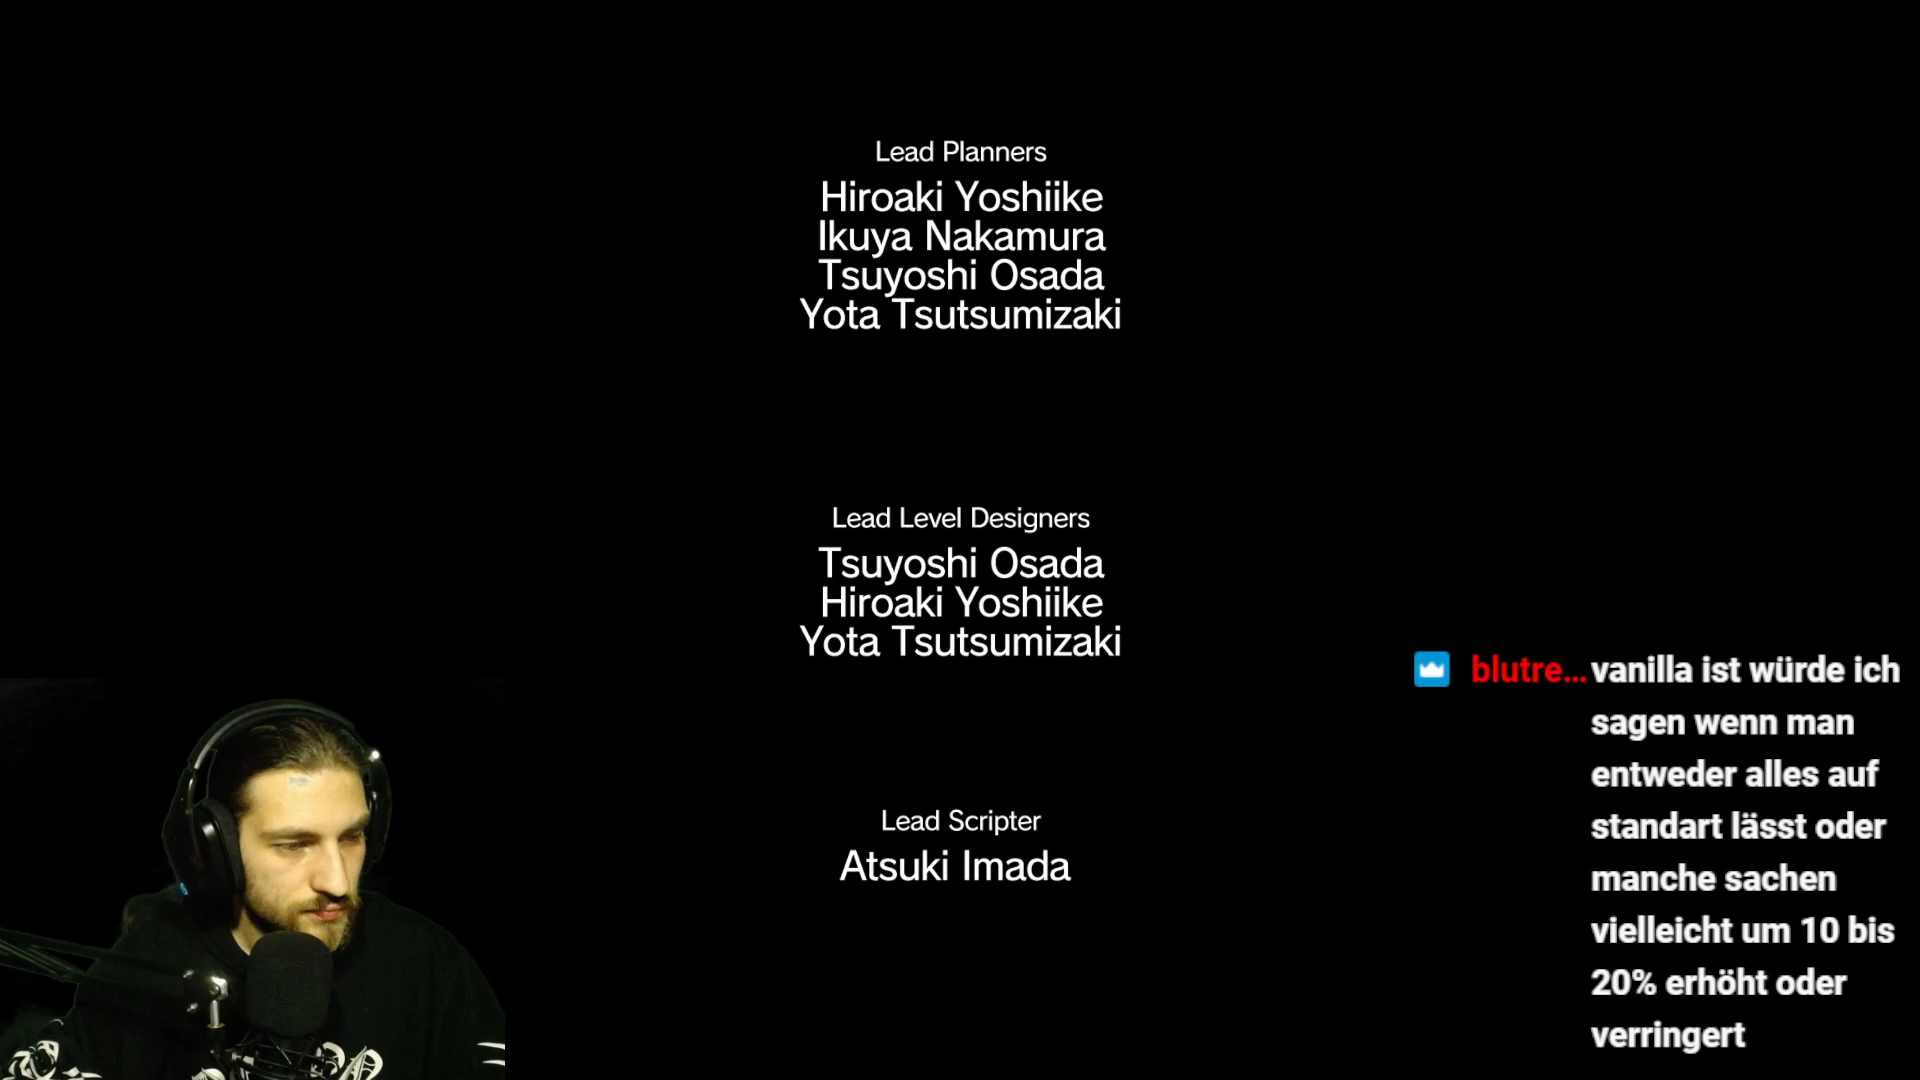 Lead Planners
Hiroaki Yoshiike
Ikuya Nakamura
Tsuyoshi Osada
Yota Tsutsumizaki
Lead Level Designers
Tsuyoshi Osada
Hiroaki Yoshiike
Yota Tsutsumizaki
Lead Scripter
Atsuki Imada
blutre… vanilla ist würde ich
sagen wenn man
entweder alles auf
standart lässt oder
manche sachen
vielleicht um 10 bis
20% erhöht oder
verringert